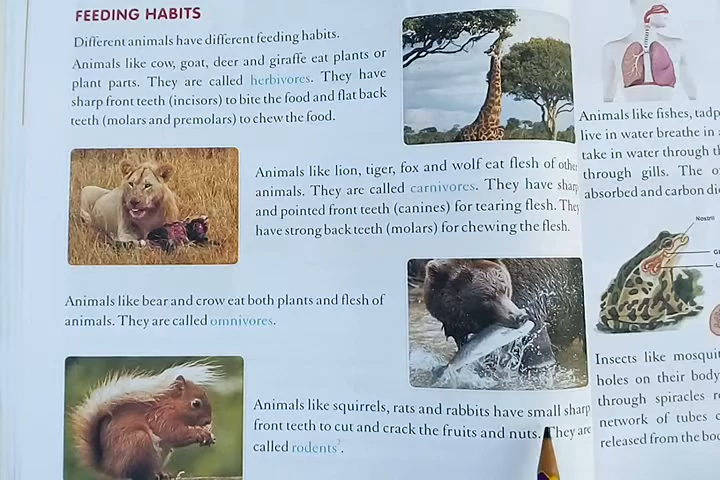 FEEDING HABITS
Different animals have different feeding habits.
Animals like cow, goat, deer and giraffe eat plants or
plant parts. They are called herbivores. They have
sharp front teeth (incisors) to bite the food and flat back
teeth (molars and premolars) to chew the food.
Animals like lion, tiger, fox and wolf eat flesh of other
animals. They are called carnivores. They have sharp
and pointed front teeth (canines) for tearing flesh. They
have strong back teeth (molars) for chewing the flesh.
Animals like bear and crow eat both plants and flesh of
animals. They are called omnivores.
Animals like squirrels, rats and rabbits have small sharp
front teeth to cut and crack the fruits and nuts. They are
called rodents.
Animals like fishes,
live in water breathe in
take in water through
through gills. The
absorbed and carbon
Nostril
Insects like
holes on their body
through spiracles
network of tubes
released from the